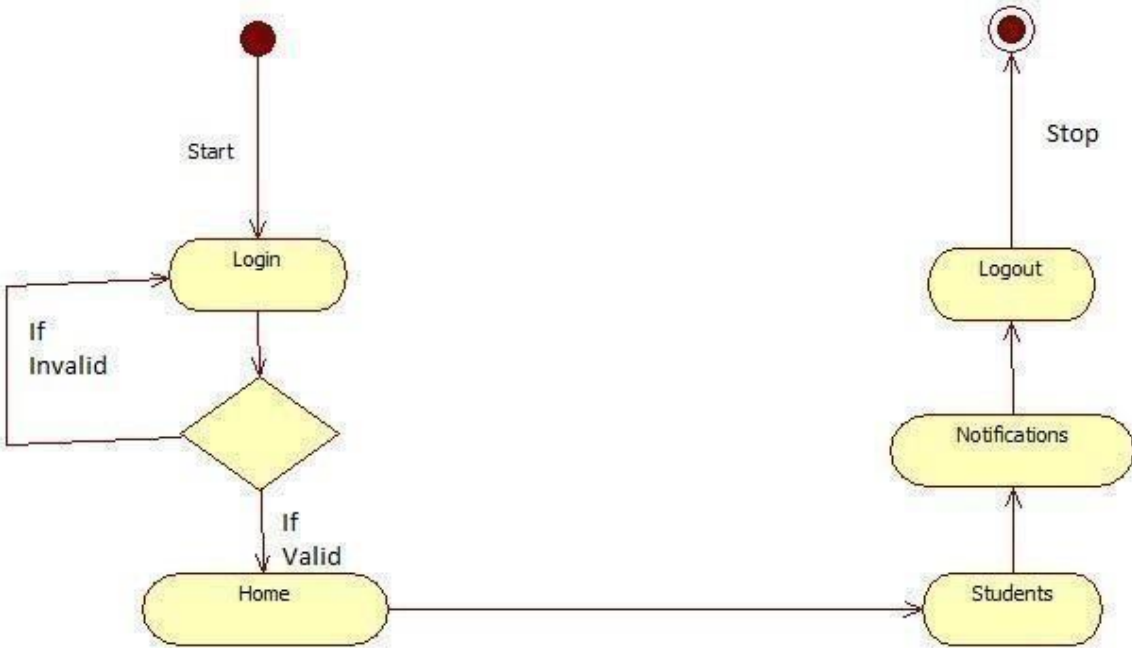 Start
Login
If
Invalid
If
Valid
Home
Students
Notifications
Logout
Stop